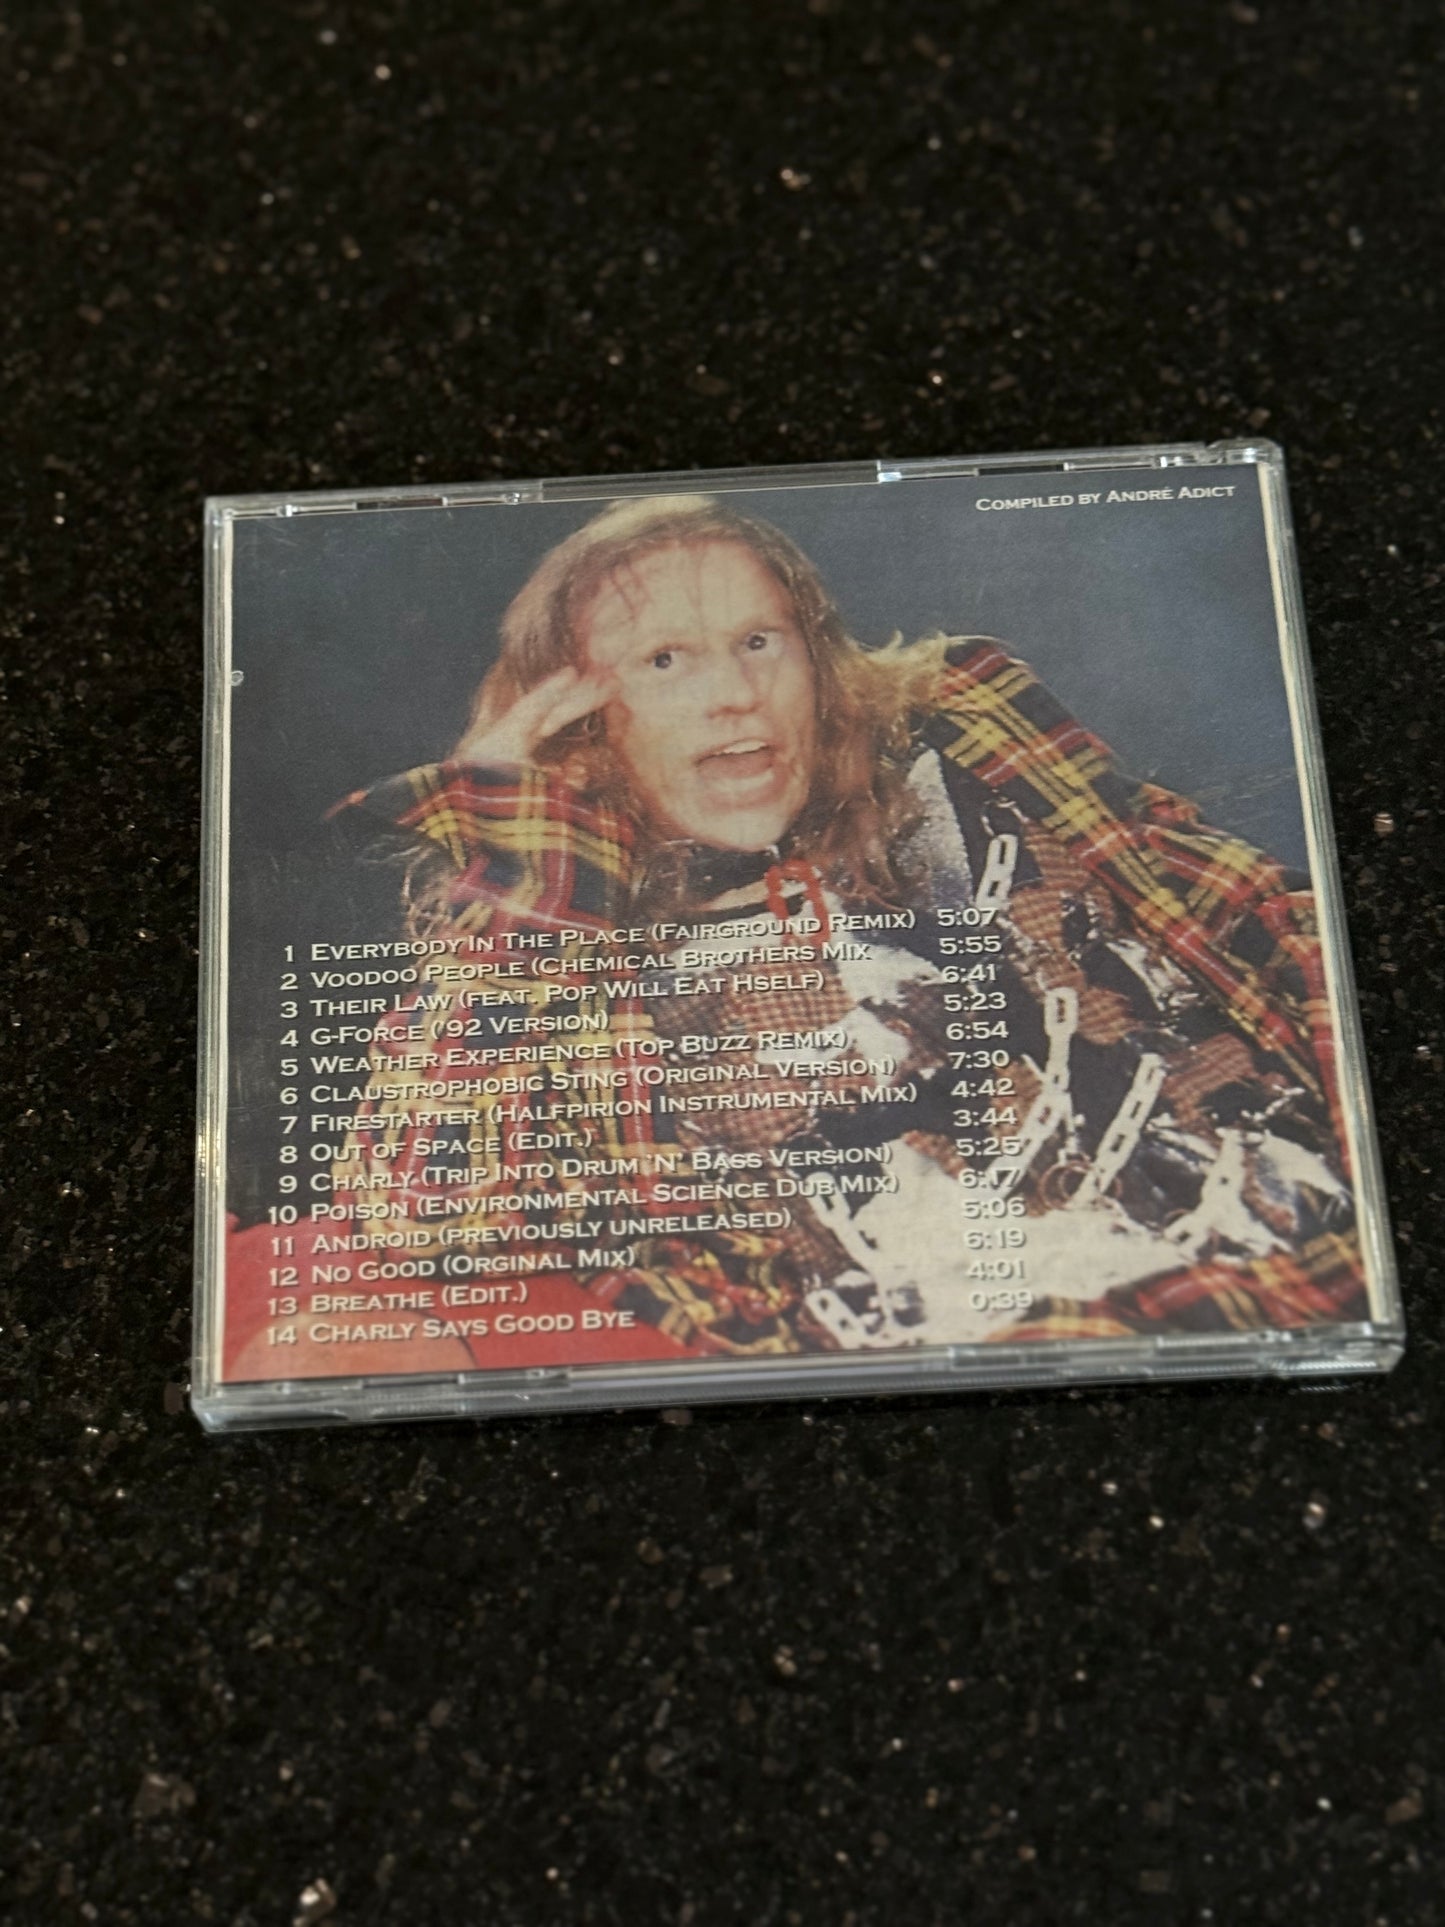 COMPILED BY ANDRÉ ADICT
1 EVERYBODY IN THE PLACE (FAIRGROUND REMIX) 5:07
2 VOODOO PEOPLE (CHEMICAL BROTHERS MIX 5:55
3 THEIR LAW (FEAT. POP WILL EAT HSELF) 6:41
4 G-FORCE ('92 VERSION) 5:23
5 WEATHER EXPERIENCE (TOP BUZZ REMIX) 6:54
6 CLAUSTROPHOBIC STING (ORIGINAL VERSION) 7:30
7 FIRESTARTER (HALFPIRION INSTRUMENTAL MIX) 4:42
8 OUT OF SPACE (EDIT.) 3:44
9 CHARLY (TRIP INTO DRUM 'N' BASS VERSION) 5:25
10 POISON (ENVIRONMENTAL SCIENCE DUB MIX) 6:17
11 ANDROID (PREVIOUSLY UNRELEASED) 5:06
12 NO GOOD (ORGINAL MIX) 6:19
13 BREATHE (EDIT.) 4:01
14 CHARLY SAYS GOOD BYE 0:39